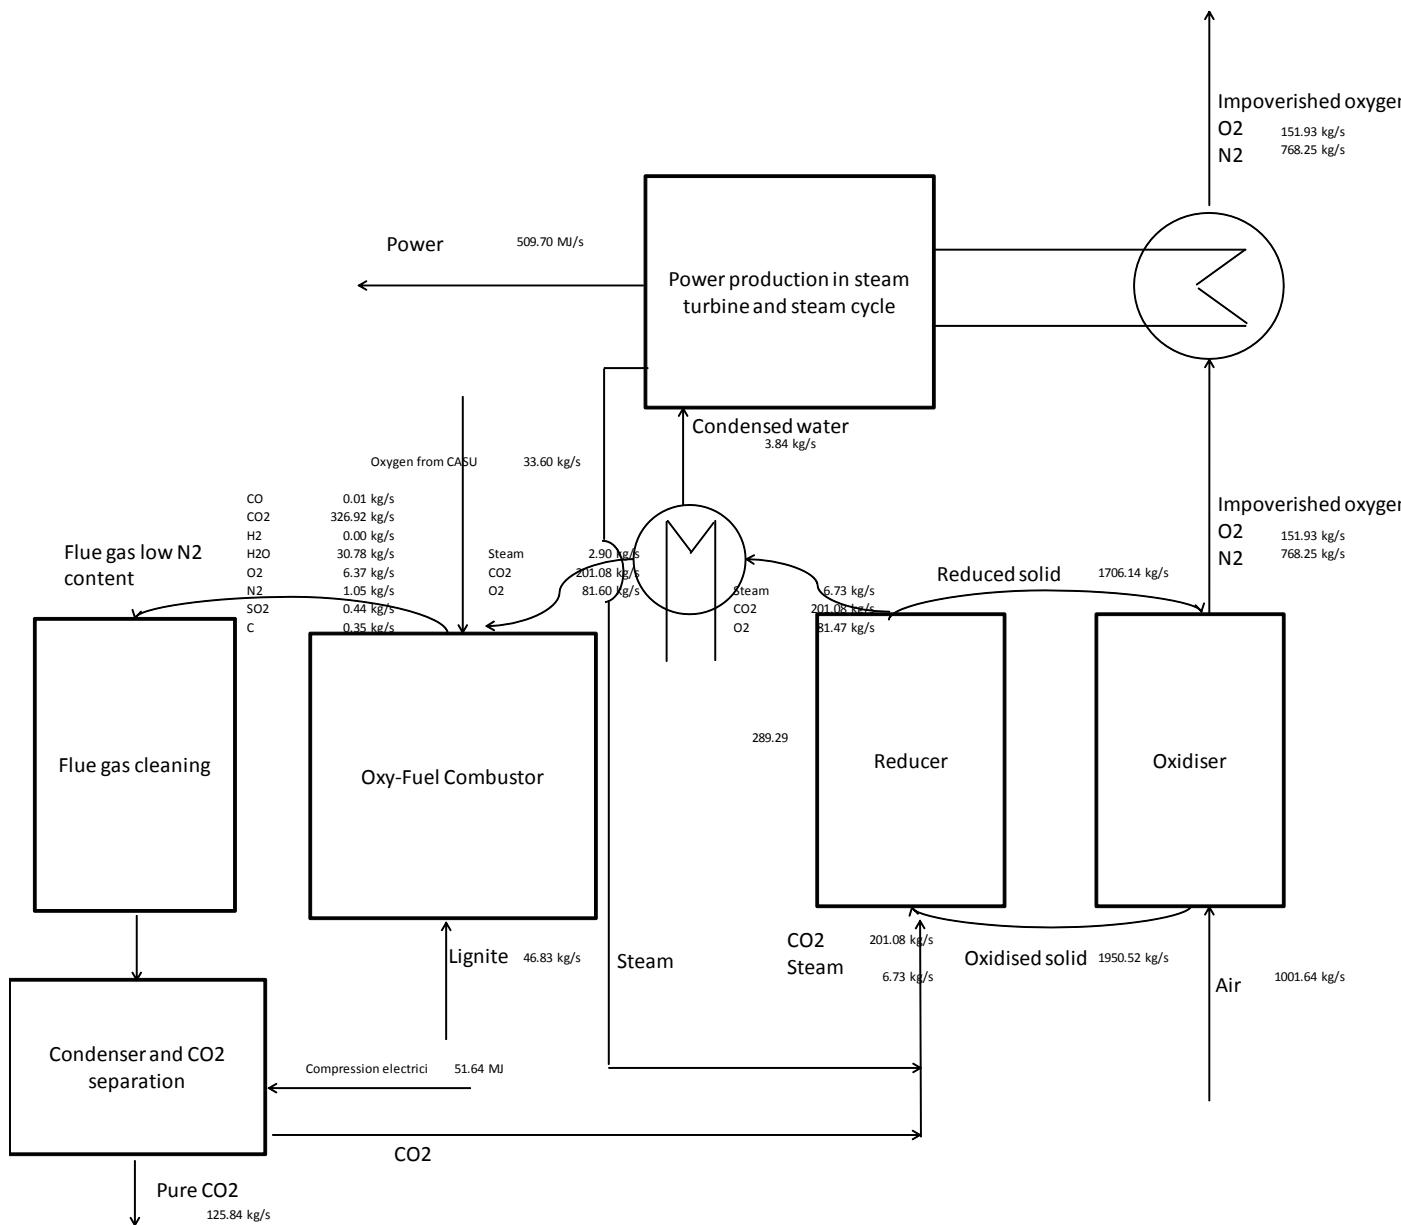 Impoverished oxygen
O2 151.93 kg/s
N2 768.25 kg/s
Power 509.70 MJ/s
Power production in steam
turbine and steam cycle
Condensed water
3.84 kg/s
Oxygen from CASU 33.60 kg/s
CO 0.01 kg/s
CO2 326.92 kg/s
H2 0.00 kg/s
H2O 30.78 kg/s
O2 6.37 kg/s
N2 1.05 kg/s
SO2 0.44 kg/s
C 0.35 kg/s
Flue gas low N2
content
Steam 2.90 kg/s
CO2 201.08 kg/s
O2 81.60 kg/s
Steam 6.73 kg/s
CO2 201.08 kg/s
O2 81.47 kg/s
Reduced solid 1706.14 kg/s
Impoverished oxygen
O2 151.93 kg/s
N2 768.25 kg/s
Flue gas cleaning
Oxy-Fuel Combustor
289.29
Reducer
Oxidiser
Lignite 46.83 kg/s
Steam
CO2 201.08 kg/s
Steam 6.73 kg/s
Oxidised solid 1950.52 kg/s
Air 1001.64 kg/s
Condenser and CO2
separation
Compression electrici 51.64 MJ
CO2
Pure CO2
125.84 kg/s